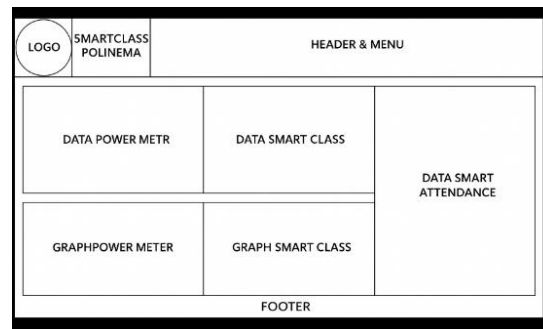 LOGO
SMARTCLASS
POLINEMA
HEADER & MENU
DATA POWER METR
DATA SMART CLASS
DATA SMART
ATTENDANCE
GRAPHPOWER METER
GRAPH SMART CLASS
FOOTER